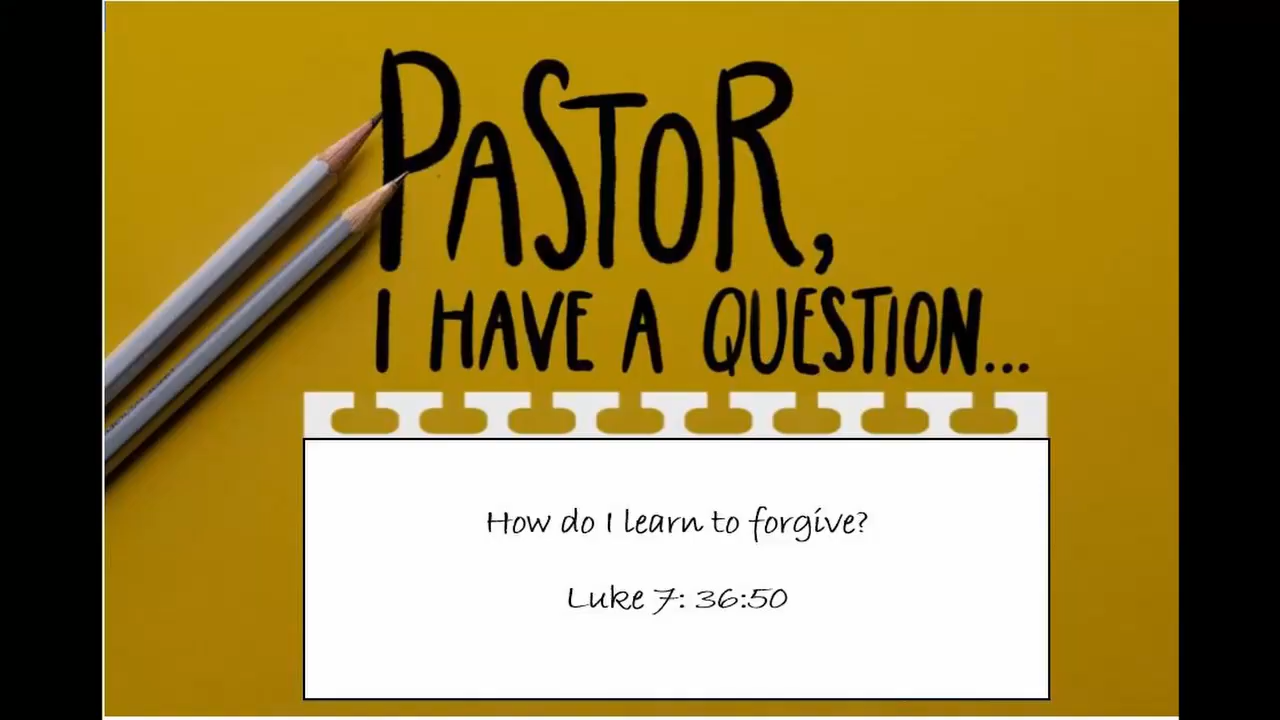 PASTOR,
I HAVE A QUESTION...
How do I learn to forgive?
Luke 7: 36:50